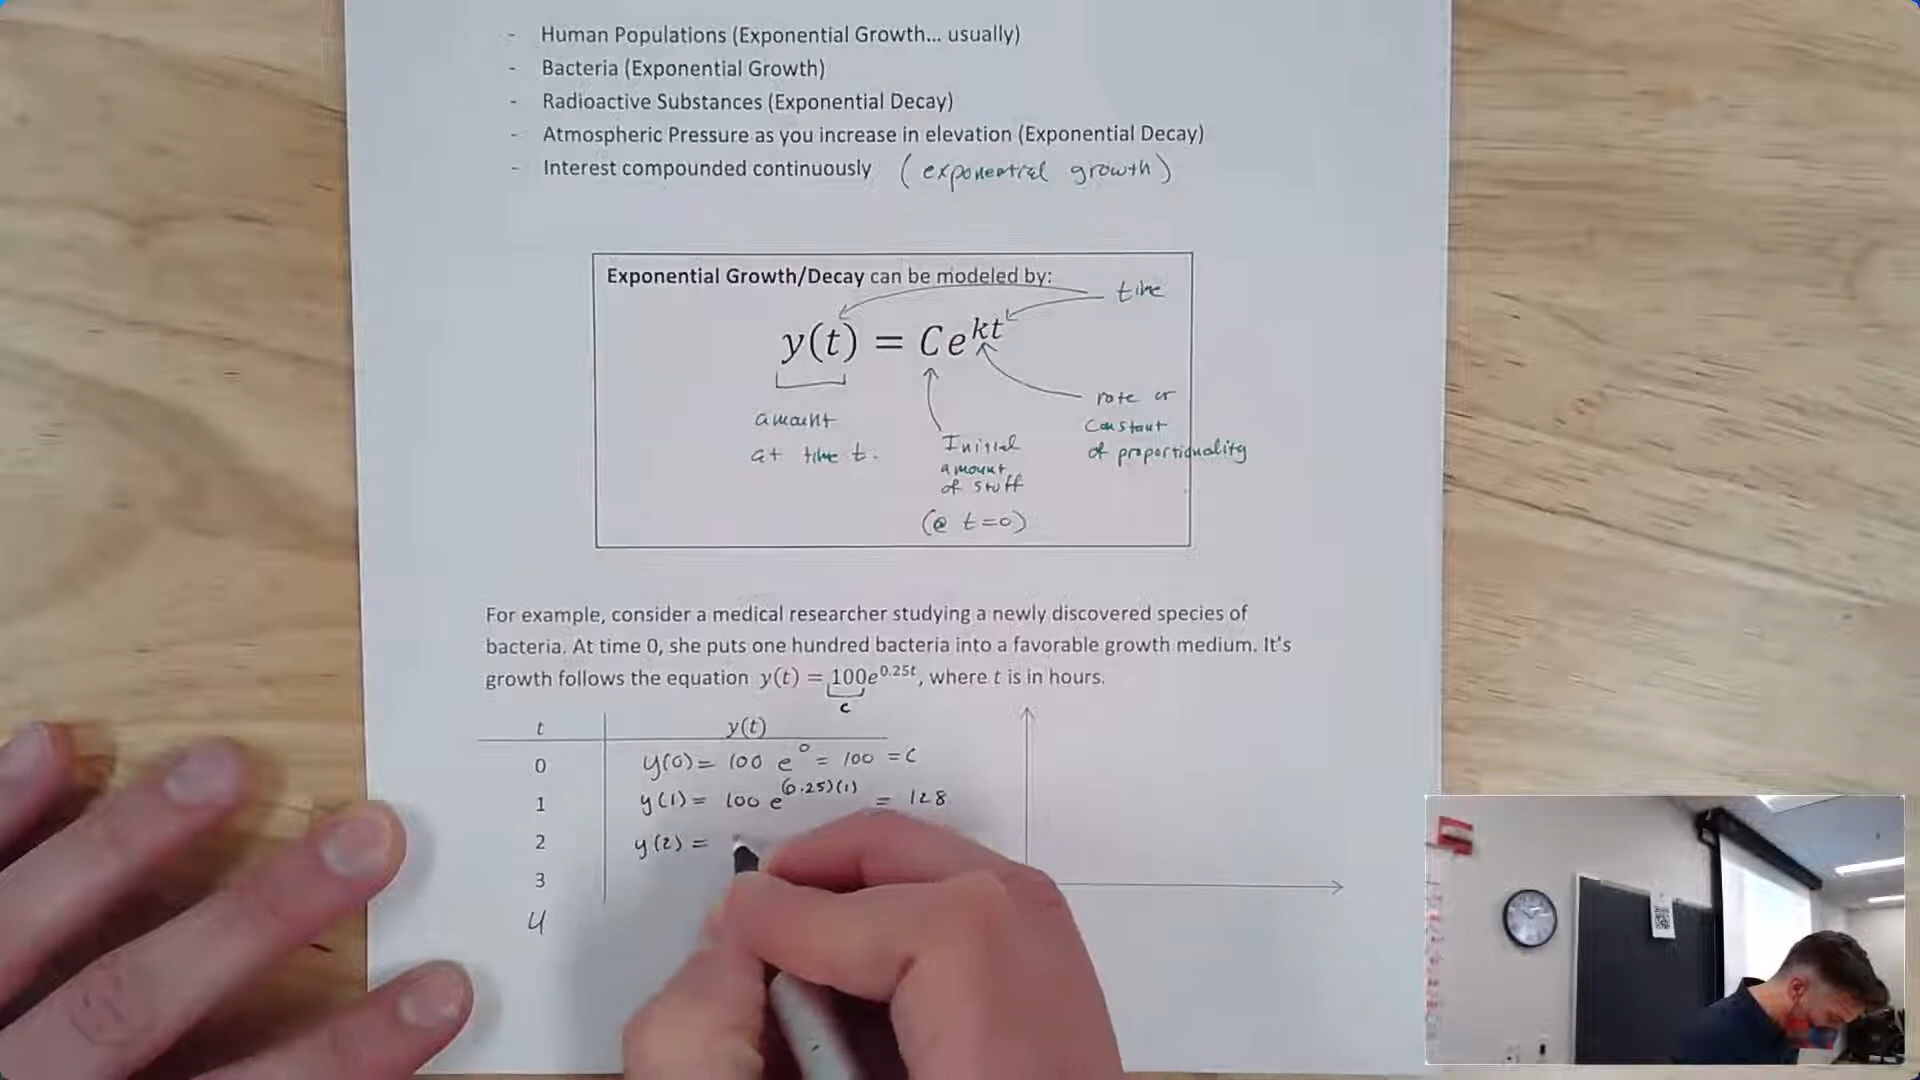 - Human Populations (Exponential Growth... usually)
- Bacteria (Exponential Growth)
- Radioactive Substances (Exponential Decay)
- Atmospheric Pressure as you increase in elevation (Exponential Decay)
- Interest compounded continuously (exponential growth)
Exponential Growth/Decay can be modeled by:
time
y(t) = Ce^{kt}
amount
at time t.
Initial
amount
of stuff
(@ t=0)
rate or
constant
of proportionality
For example, consider a medical researcher studying a newly discovered species of
bacteria. At time 0, she puts one hundred bacteria into a favorable growth medium. It's
growth follows the equation y(t) = 100e^{0.25t}, where t is in hours.
c
t y(t)
0 y(0) = 100 e^0 = 100 = C
1 y(1) = 100 e^{(0.25)(1)} = 128
2 y(2) =
3
4